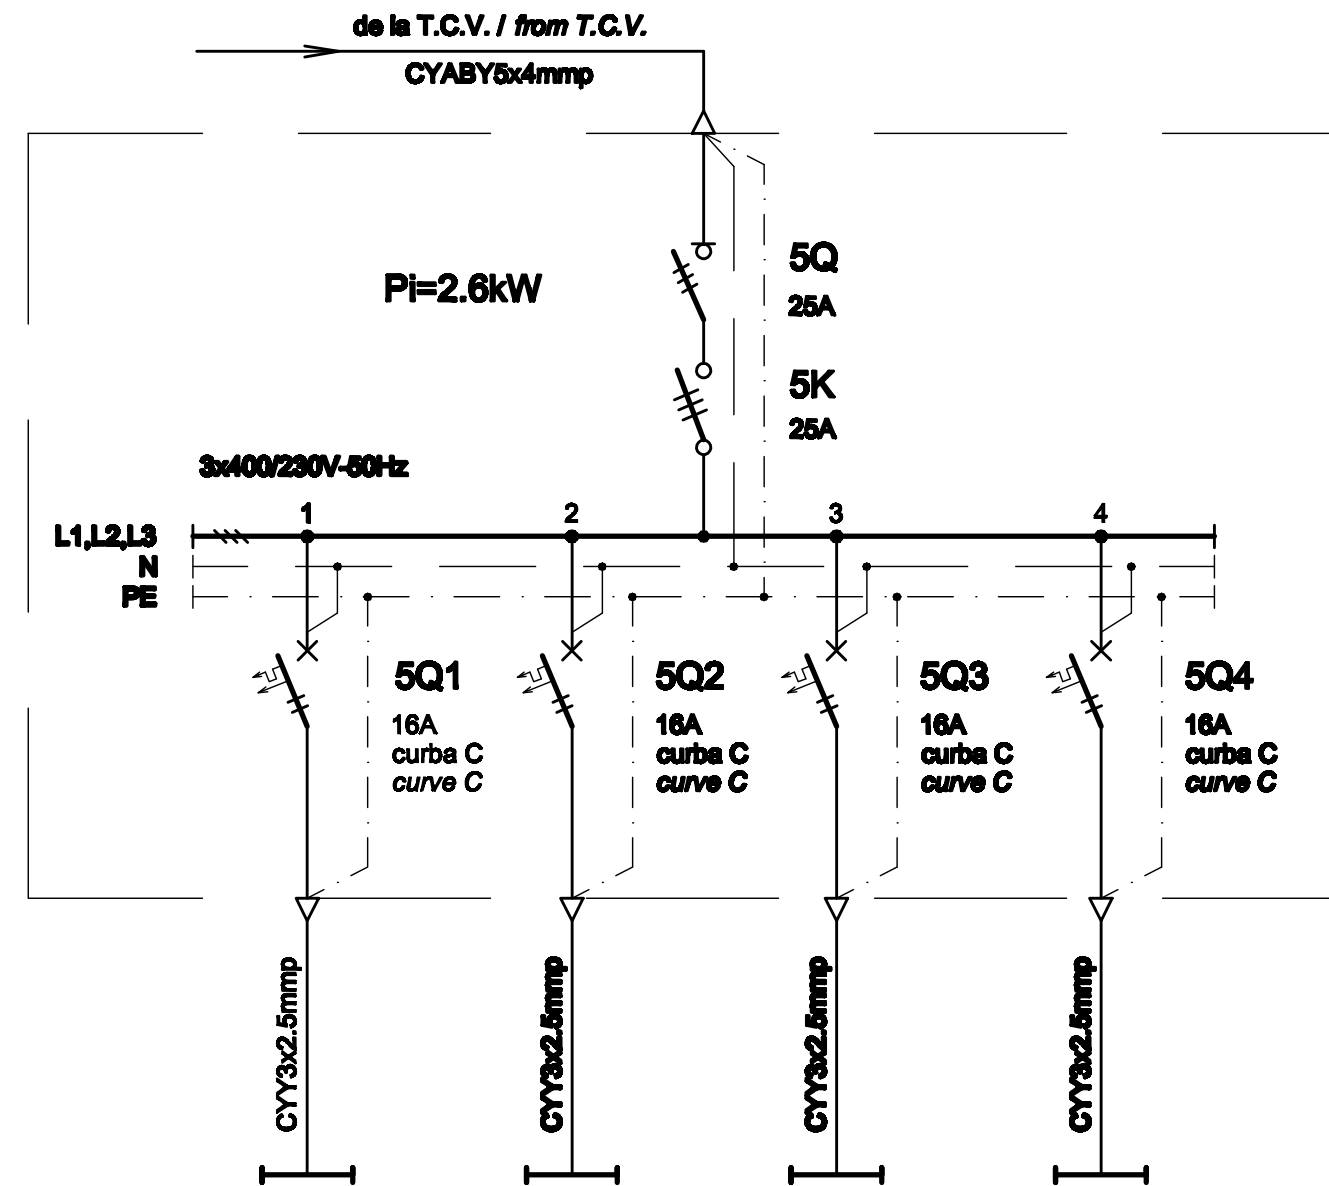 de la T.C.V. / from T.C.V.
CYABY5x4mmp
Pi=2.6kW
5Q
25A
5K
25A
3x400/230V-50Hz
1
2
3
4
L1,L2,L3
N
PE
5Q1
16A
curba C
curve C
5Q2
16A
curba C
curve C
5Q3
16A
curba C
curve C
5Q4
16A
curba C
curve C
CYY3x2.5mmp
CYY3x2.5mmp
CYY3x2.5mmp
CYY3x2.5mmp